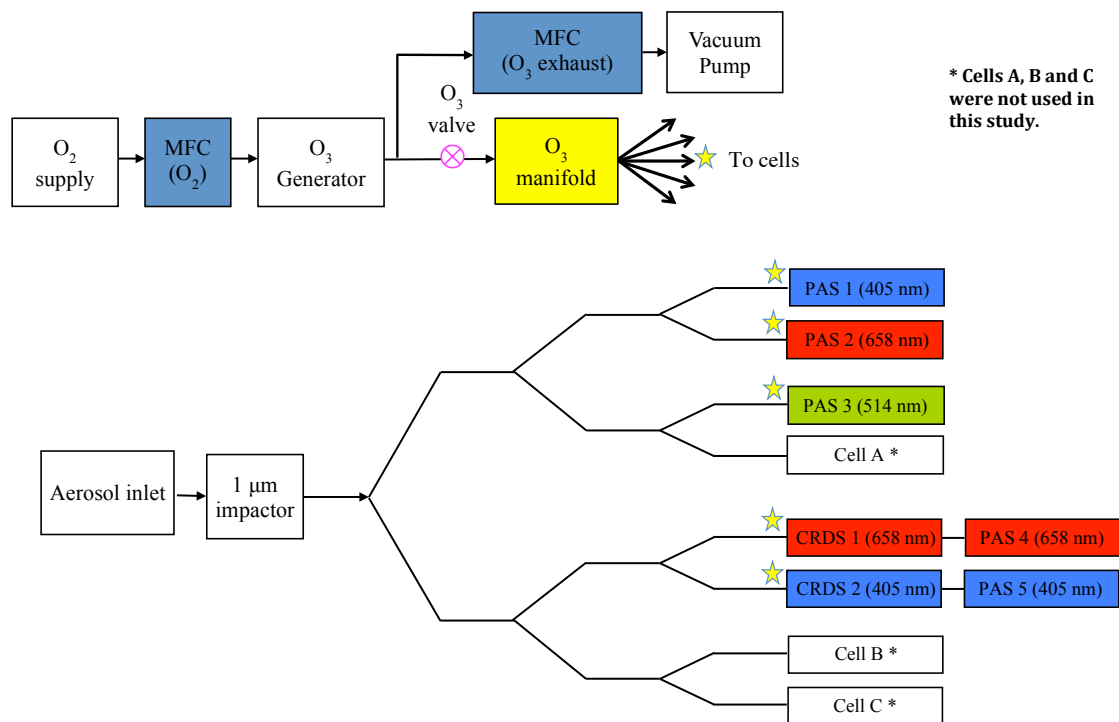 MFC
(O₃ exhaust)
Vacuum
Pump
* Cells A, B and C
were not used in
this study.
O₃
valve
O₂
supply
MFC
(O₂)
O₃
Generator
O₃
manifold
To cells
PAS 1 (405 nm)
PAS 2 (658 nm)
PAS 3 (514 nm)
Cell A *
Aerosol inlet
1 μm
impactor
CRDS 1 (658 nm)
PAS 4 (658 nm)
CRDS 2 (405 nm)
PAS 5 (405 nm)
Cell B *
Cell C *